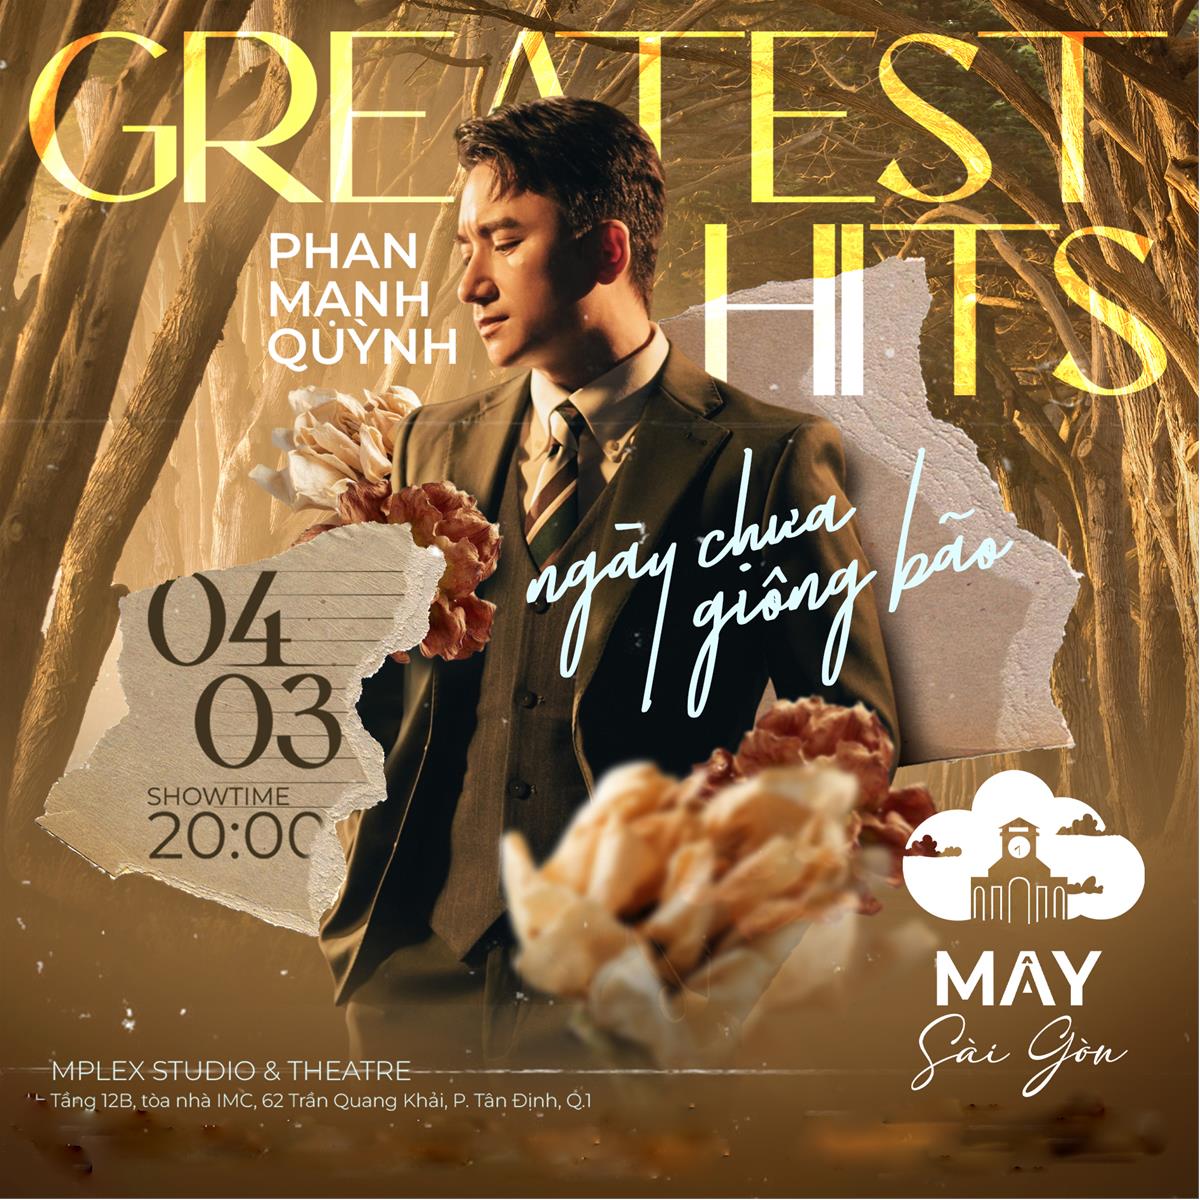 GREATEST
HITS
PHAN
MẠNH
QUỲNH
ngày chưa
giông bão
04
03
SHOWTIME
20:00
MÂY
Sài Gòn
MPLEX STUDIO & THEATRE
Tầng 12B, tòa nhà IMC, 62 Trần Quang Khải, P. Tân Định, Q.1